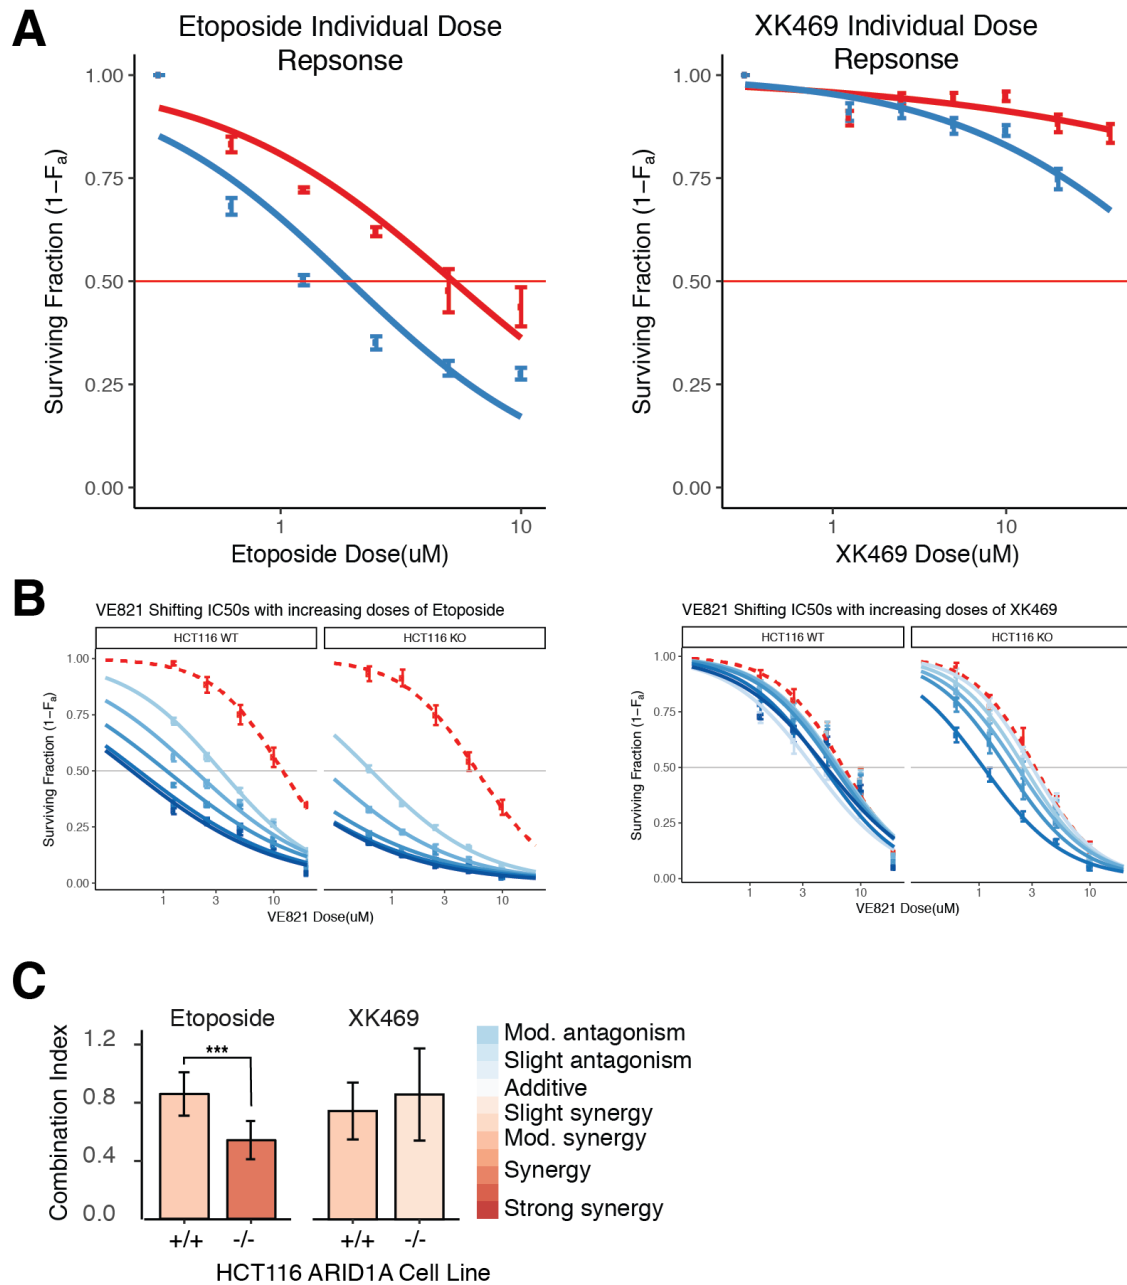 A
Etoposide Individual Dose
Repsonse
Surviving Fraction (1−Fa)
1.00
0.75
0.50
0.25
0.00
1
10
Etoposide Dose(uM)
XK469 Individual Dose
Repsonse
Surviving Fraction (1−Fa)
1.00
0.75
0.50
0.25
0.00
1
10
XK469 Dose(uM)
B
VE821 Shifting IC50s with increasing doses of Etoposide
HCT116 WT
HCT116 KO
Surviving Fraction (1−Fa)
1.00
0.75
0.50
0.25
0.00
1
3
10
1
3
10
VE821 Dose(uM)
VE821 Shifting IC50s with increasing doses of XK469
HCT116 WT
HCT116 KO
Surviving Fraction (1−Fa)
1.00
0.75
0.50
0.25
0.00
1
3
10
1
3
10
VE821 Dose(uM)
C
Etoposide
XK469
Combination Index
1.2
0.8
0.4
0.0
***
+/+
-/-
+/+
-/-
HCT116 ARID1A Cell Line
Mod. antagonism
Slight antagonism
Additive
Slight synergy
Mod. synergy
Synergy
Strong synergy